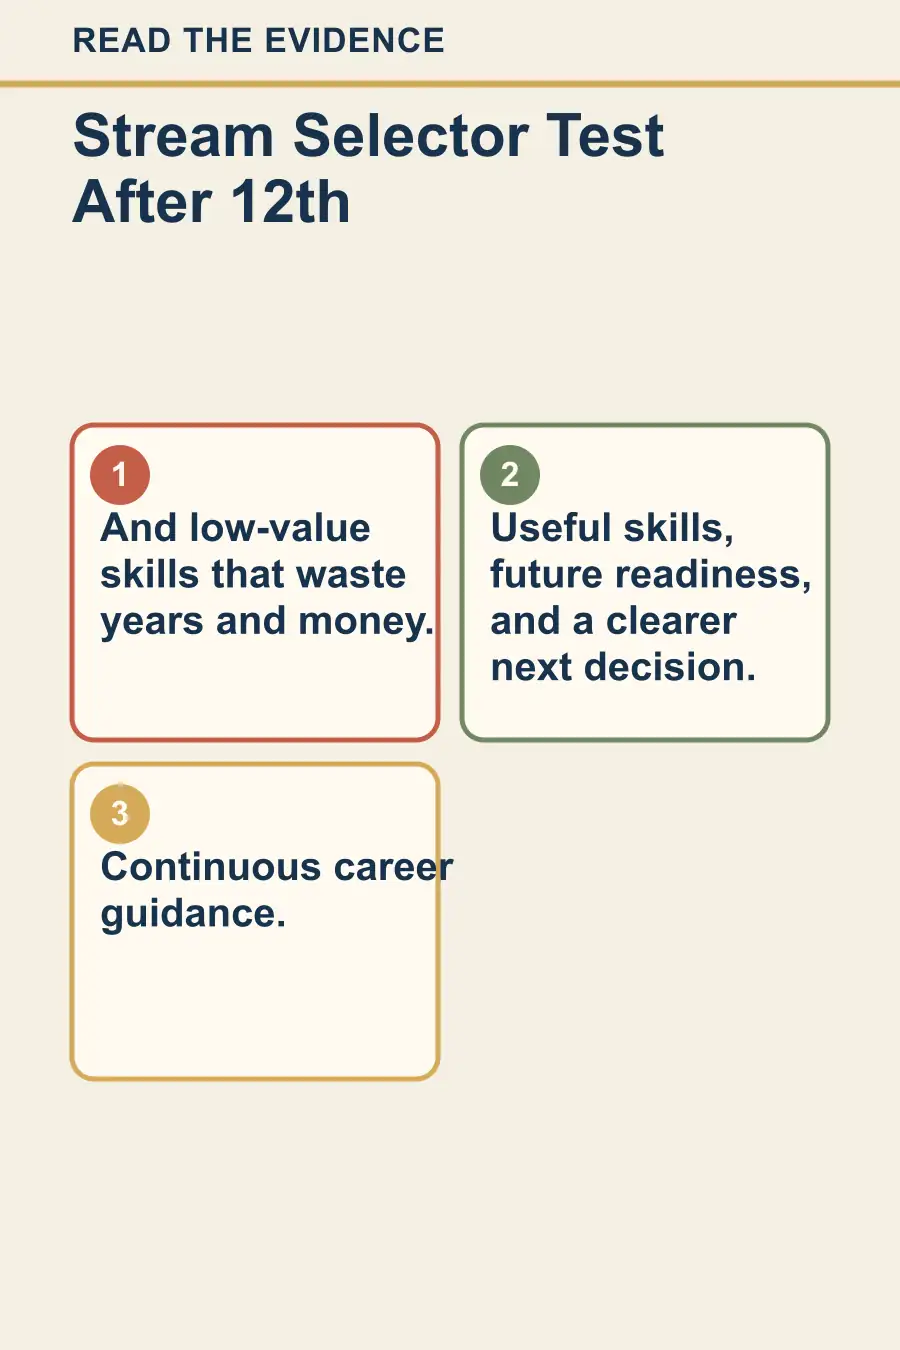 READ THE EVIDENCE
Stream Selector Test
After 12th
1
And low-value
skills that waste
years and money.
2
Useful skills,
future readiness,
and a clearer
next decision.
3
Continuous career
guidance.